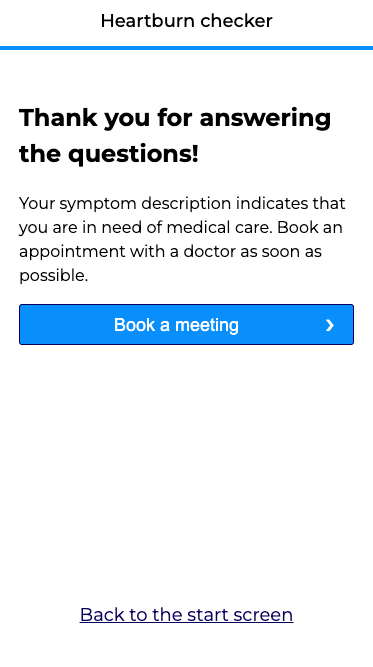 Heartburn checker
Thank you for answering
the questions!
Your symptom description indicates that
you are in need of medical care. Book an
appointment with a doctor as soon as
possible.
Book a meeting
Back to the start screen